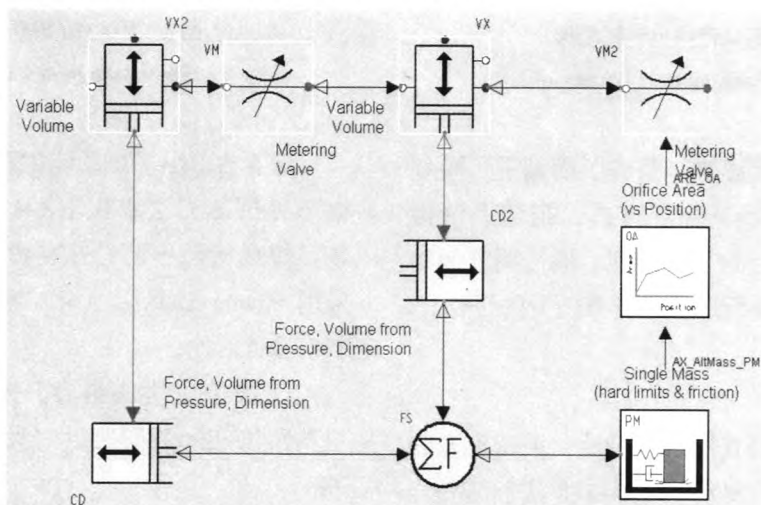 VX2
VM
VX
VM2
Variable
Volume
Metering
Valve
Variable
Volume
Metering
Valve
ARE_OA
Orifice Area
(vs Position)
CD2
OA
Position
Force, Volume from
Pressure, Dimension
AX_AltMass_PM
Single Mass
(hard limits & friction)
Force, Volume from
Pressure, Dimension
FS
PM
ΣF
CD